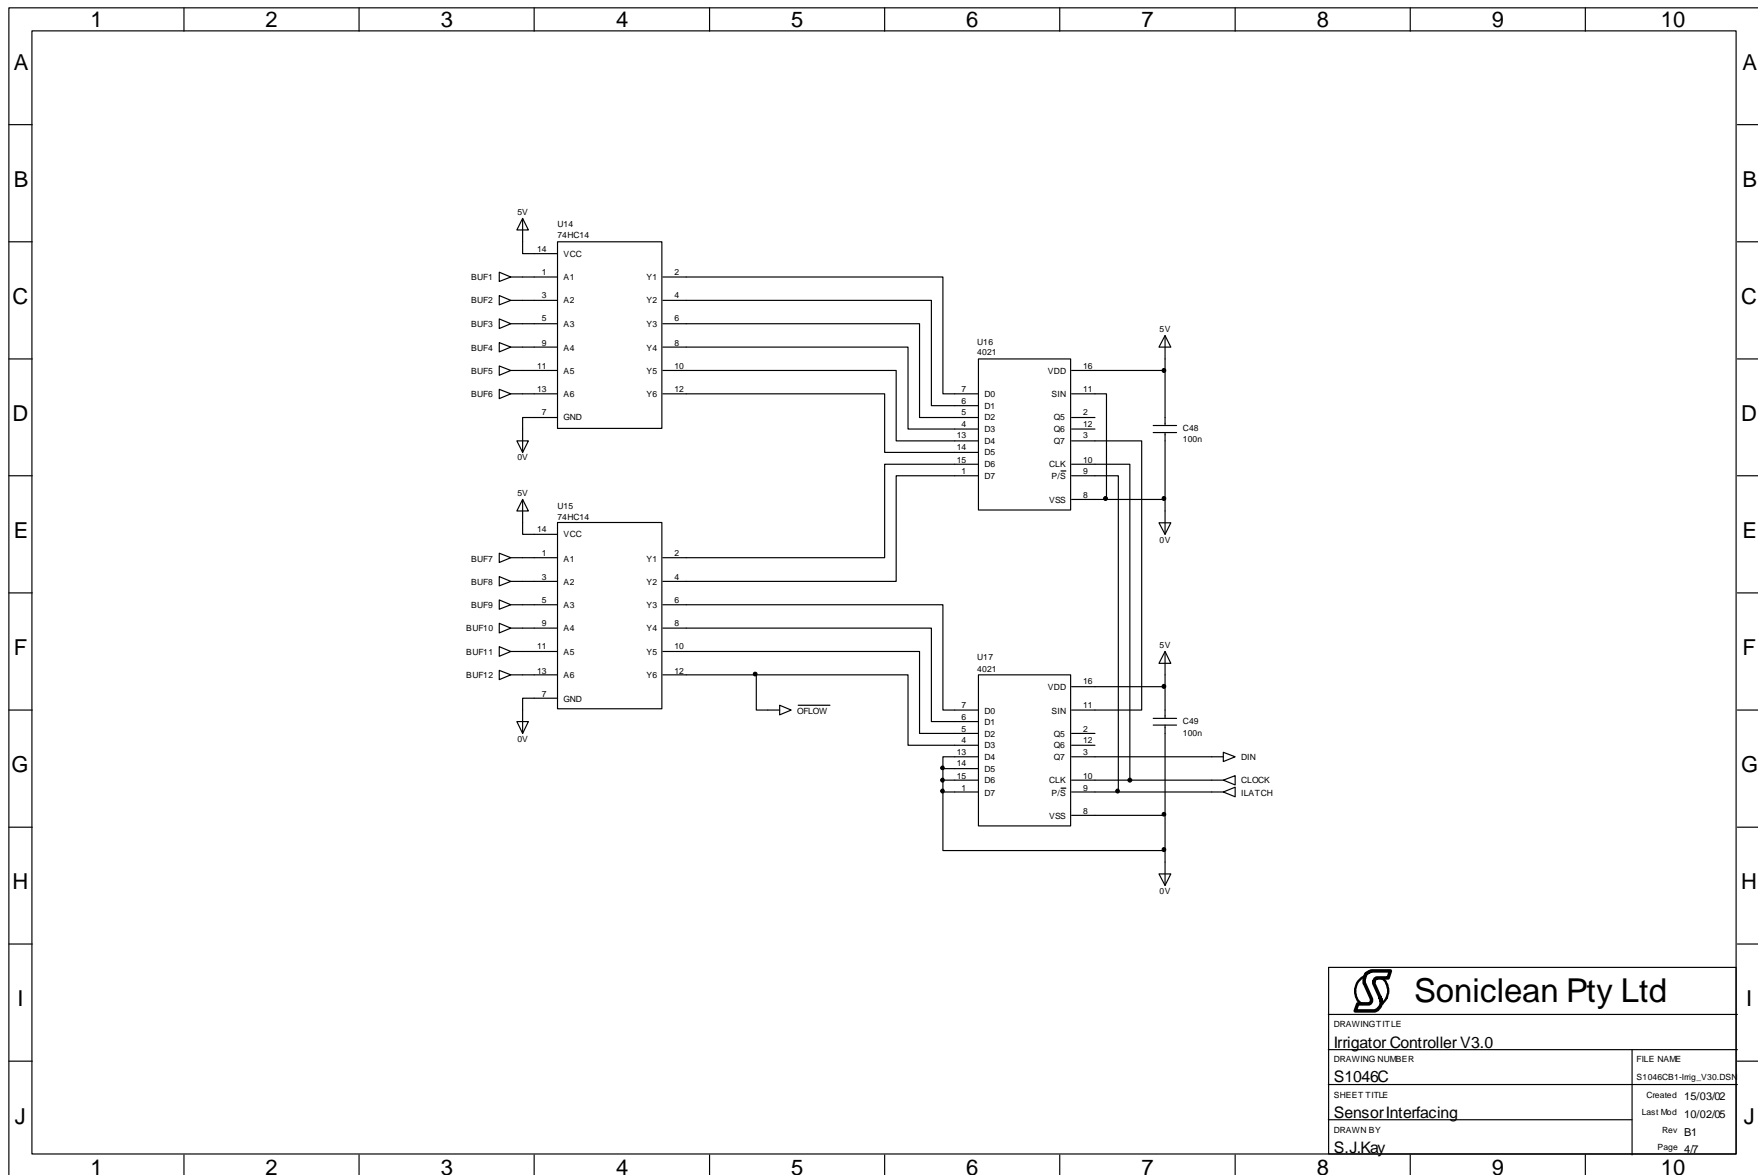 1 2 3 4 5 6 7 8 9 10
A A
B B
C C
D D
E E
F F
G G
H H
I I
J J
5V
U14
74HC14
14 VCC
BUF1 1 A1 Y1 2
BUF2 3 A2 Y2 4
BUF3 5 A3 Y3 6
BUF4 9 A4 Y4 8
BUF5 11 A5 Y5 10
BUF6 13 A6 Y6 12
7 GND
0V
5V
U15
74HC14
14 VCC
BUF7 1 A1 Y1 2
BUF8 3 A2 Y2 4
BUF9 5 A3 Y3 6
BUF10 9 A4 Y4 8
BUF11 11 A5 Y5 10
BUF12 13 A6 Y6 12
7 GND
0V
OFLOW
5V
U16
4021
VDD 16
7 D0 SIN 11
6 D1
5 D2 Q5 2
4 D3 Q6 12
13 D4 Q7 3
14 D5
15 D6 CLK 10
1 D7 P/S 9
VSS 8
C48
100n
0V
5V
U17
4021
VDD 16
7 D0 SIN 11
6 D1
5 D2 Q5 2
4 D3 Q6 12
13 D4 Q7 3 DIN
14 D5
15 D6 CLK 10 CLOCK
1 D7 P/S 9 ILATCH
VSS 8
C49
100n
0V
Soniclean Pty Ltd
DRAWING TITLE
Irrigator Controller V3.0
DRAWING NUMBER
S1046C
FILE NAME
S1046CB1-Irrig_V30.DSN
SHEET TITLE
Sensor Interfacing
Created 15/03/02
Last Mod 10/02/05
DRAWN BY
S.J.Kay
Rev B1
Page 4/7
1 2 3 4 5 6 7 8 9 10